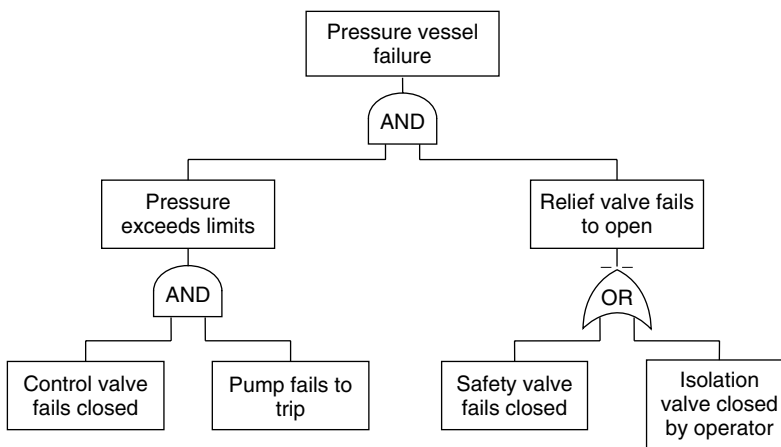 Pressure vessel
failure
AND
Pressure
exceeds limits
Relief valve fails
to open
AND
OR
Control valve
fails closed
Pump fails to
trip
Safety valve
fails closed
Isolation
valve closed
by operator